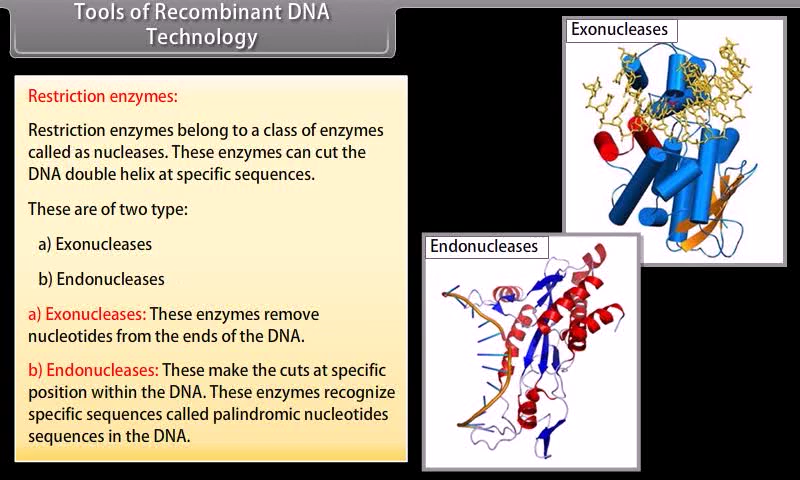 Tools of Recombinant DNA
Technology
Exonucleases
Restriction enzymes:
Restriction enzymes belong to a class of enzymes
called as nucleases. These enzymes can cut the
DNA double helix at specific sequences.
These are of two type:
a) Exonucleases
b) Endonucleases
a) Exonucleases: These enzymes remove
nucleotides from the ends of the DNA.
b) Endonucleases: These make the cuts at specific
position within the DNA. These enzymes recognize
specific sequences called palindromic nucleotides
sequences in the DNA.
Endonucleases